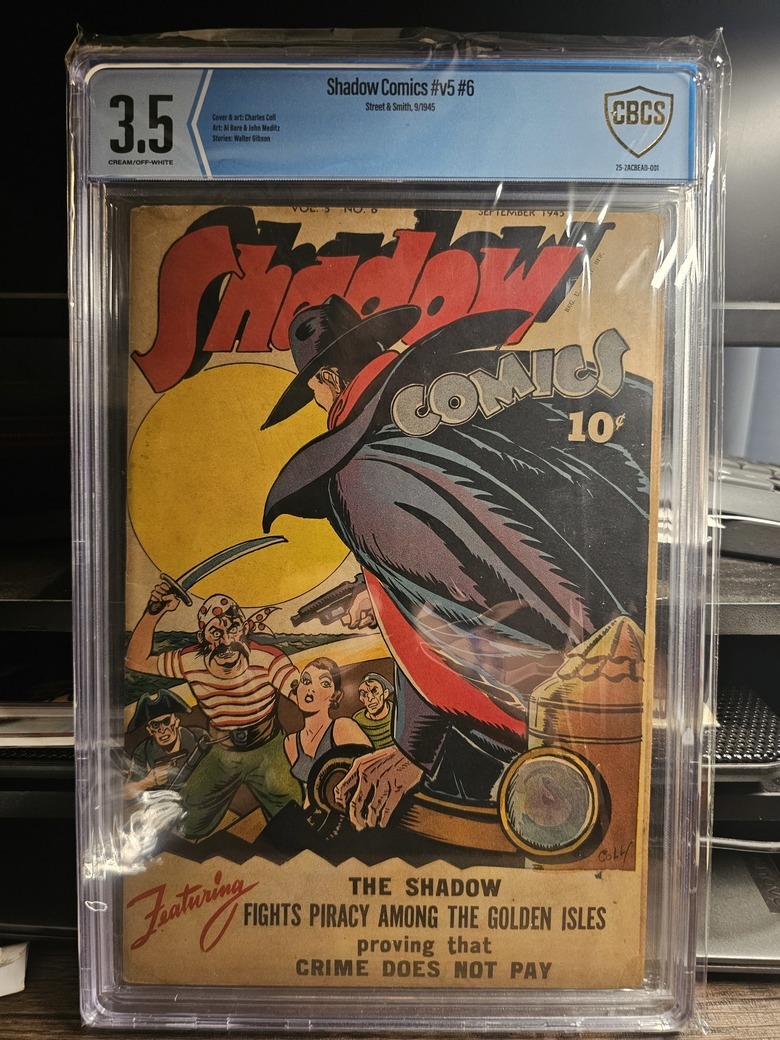 3.5
CREAM/OFF-WHITE
Shadow Comics #v5 #6
Street & Smith, 9/1945
Cover & art: Charles Coll
Art: Al Bare & John Meditz
Stories: Walter Gibson
CBCS
25-2ACBEAD-001
VOL. 5 NO. 6
SEPTEMBER 1945
Shadow
COMICS
10¢
Coll
Featuring
THE SHADOW
FIGHTS PIRACY AMONG THE GOLDEN ISLES
proving that
CRIME DOES NOT PAY